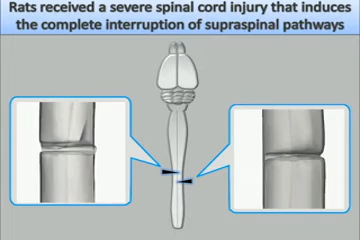 Rats received a severe spinal cord injury that induces
the complete interruption of supraspinal pathways